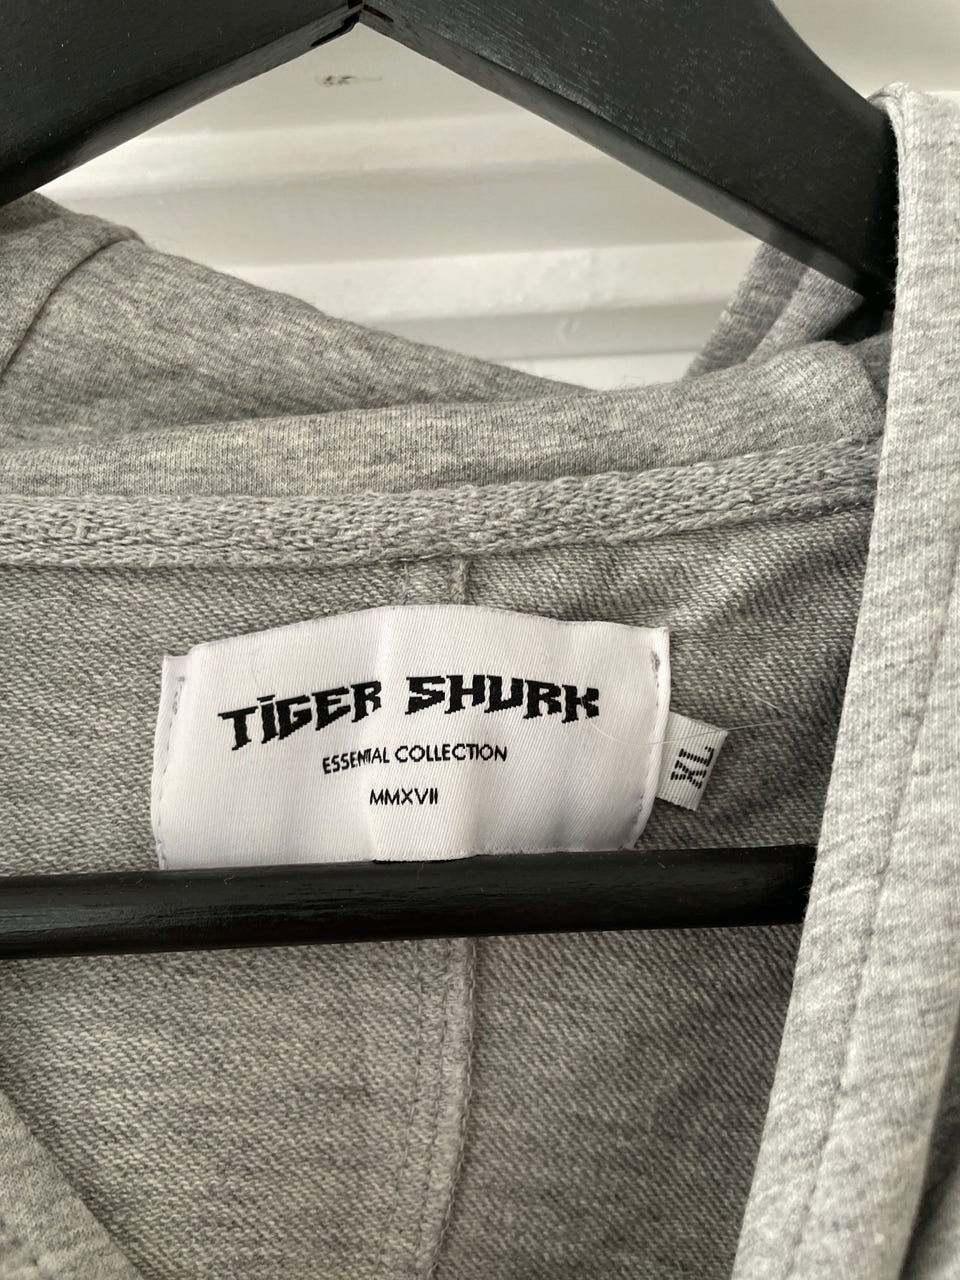 TIGER SHURK
ESSENTIAL COLLECTION
MMXVII
XL